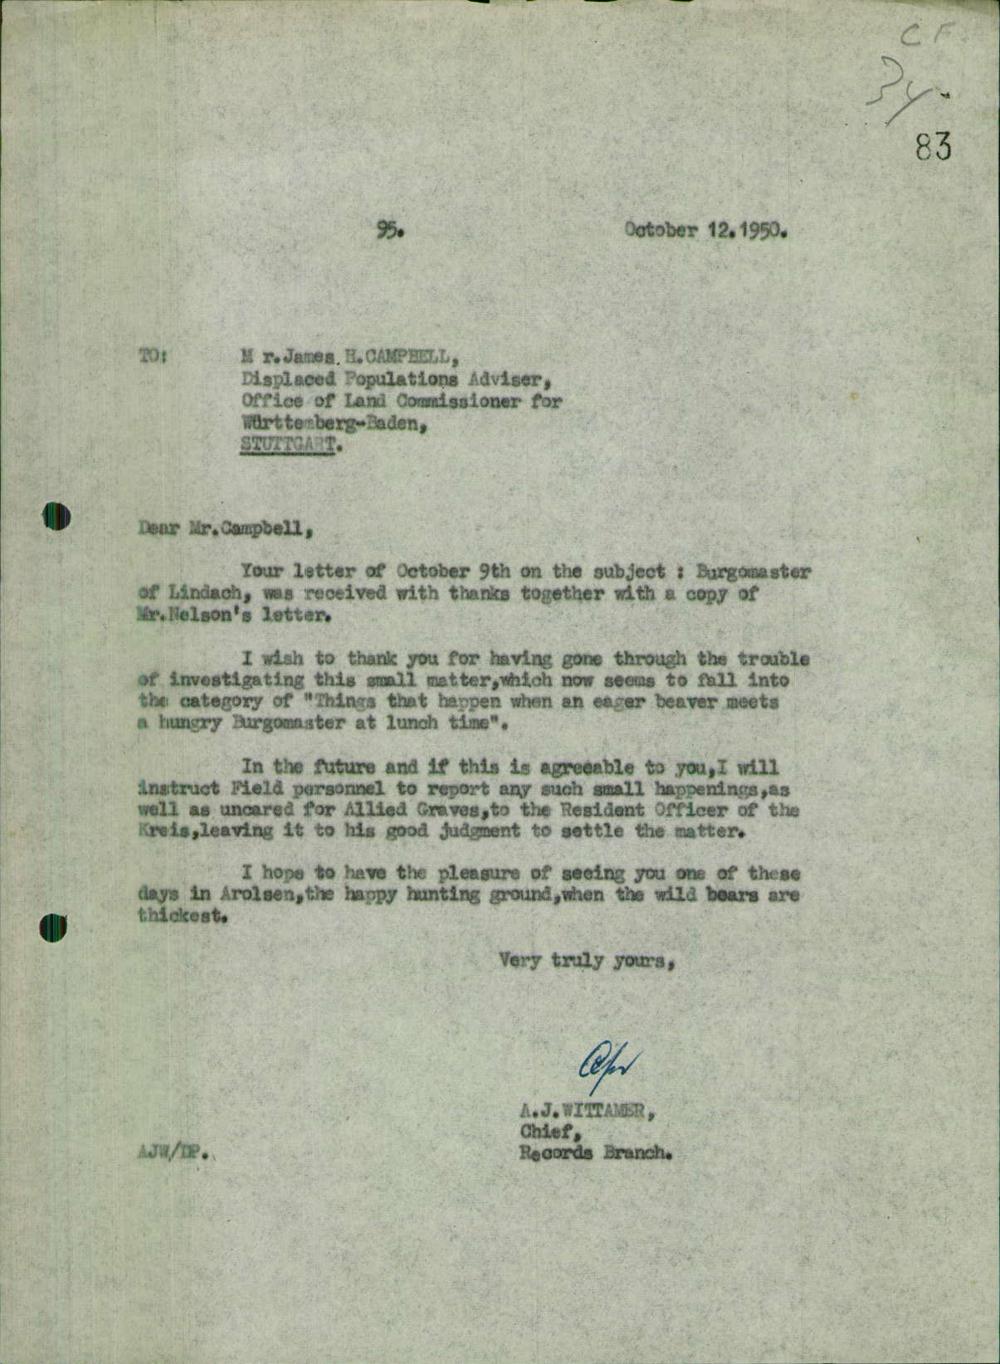 C F.
34.
83
95. October 12.1950.
TO: M r.James.H.CAMPBELL,
Displaced Populations Adviser,
Office of Land Commissioner for
Württemberg-Baden,
STUTTGART.
Dear Mr.Campbell,
Your letter of October 9th on the subject : Burgomaster
of Lindach, was received with thanks together with a copy of
Mr.Nelson's letter.
I wish to thank you for having gone through the trouble
of investigating this small matter,which now seems to fall into
the category of "Things that happen when an eager beaver meets
a hungry Burgomaster at lunch time".
In the future and if this is agreeable to you,I will
instruct Field personnel to report any such small happenings,as
well as uncared for Allied Graves,to the Resident Officer of the
Kreis,leaving it to his good judgment to settle the matter.
I hope to have the pleasure of seeing you one of these
days in Arolsen,the happy hunting ground,when the wild boars are
thickest.
Very truly yours,
A.J.WITTAMER,
Chief,
AJW/DP. Records Branch.